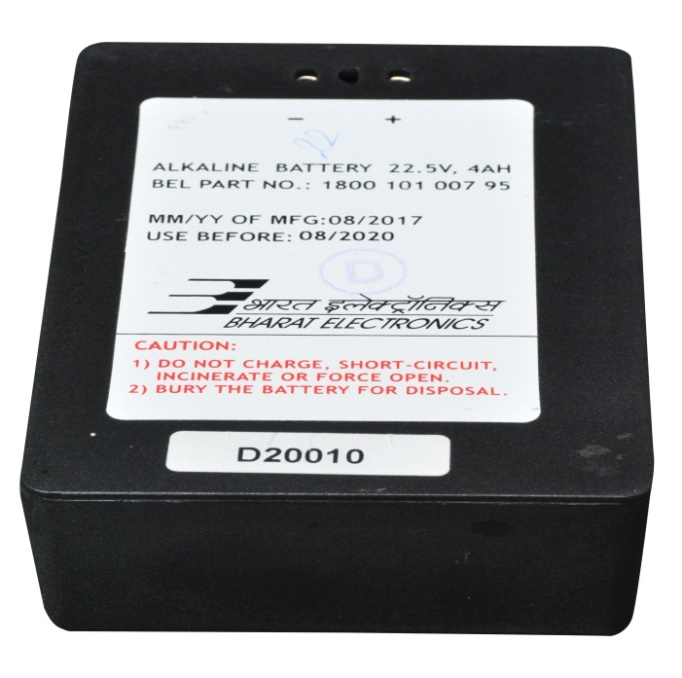 - +
22
ALKALINE BATTERY 22.5V, 4AH
BEL PART NO.: 1800 101 007 95
MM/YY OF MFG:08/2017
USE BEFORE: 08/2020
D
भारत इलेक्ट्रॉनिक्स
BHARAT ELECTRONICS
CAUTION:
1) DO NOT CHARGE, SHORT-CIRCUIT,
INCINERATE OR FORCE OPEN.
2) BURY THE BATTERY FOR DISPOSAL.
D20010